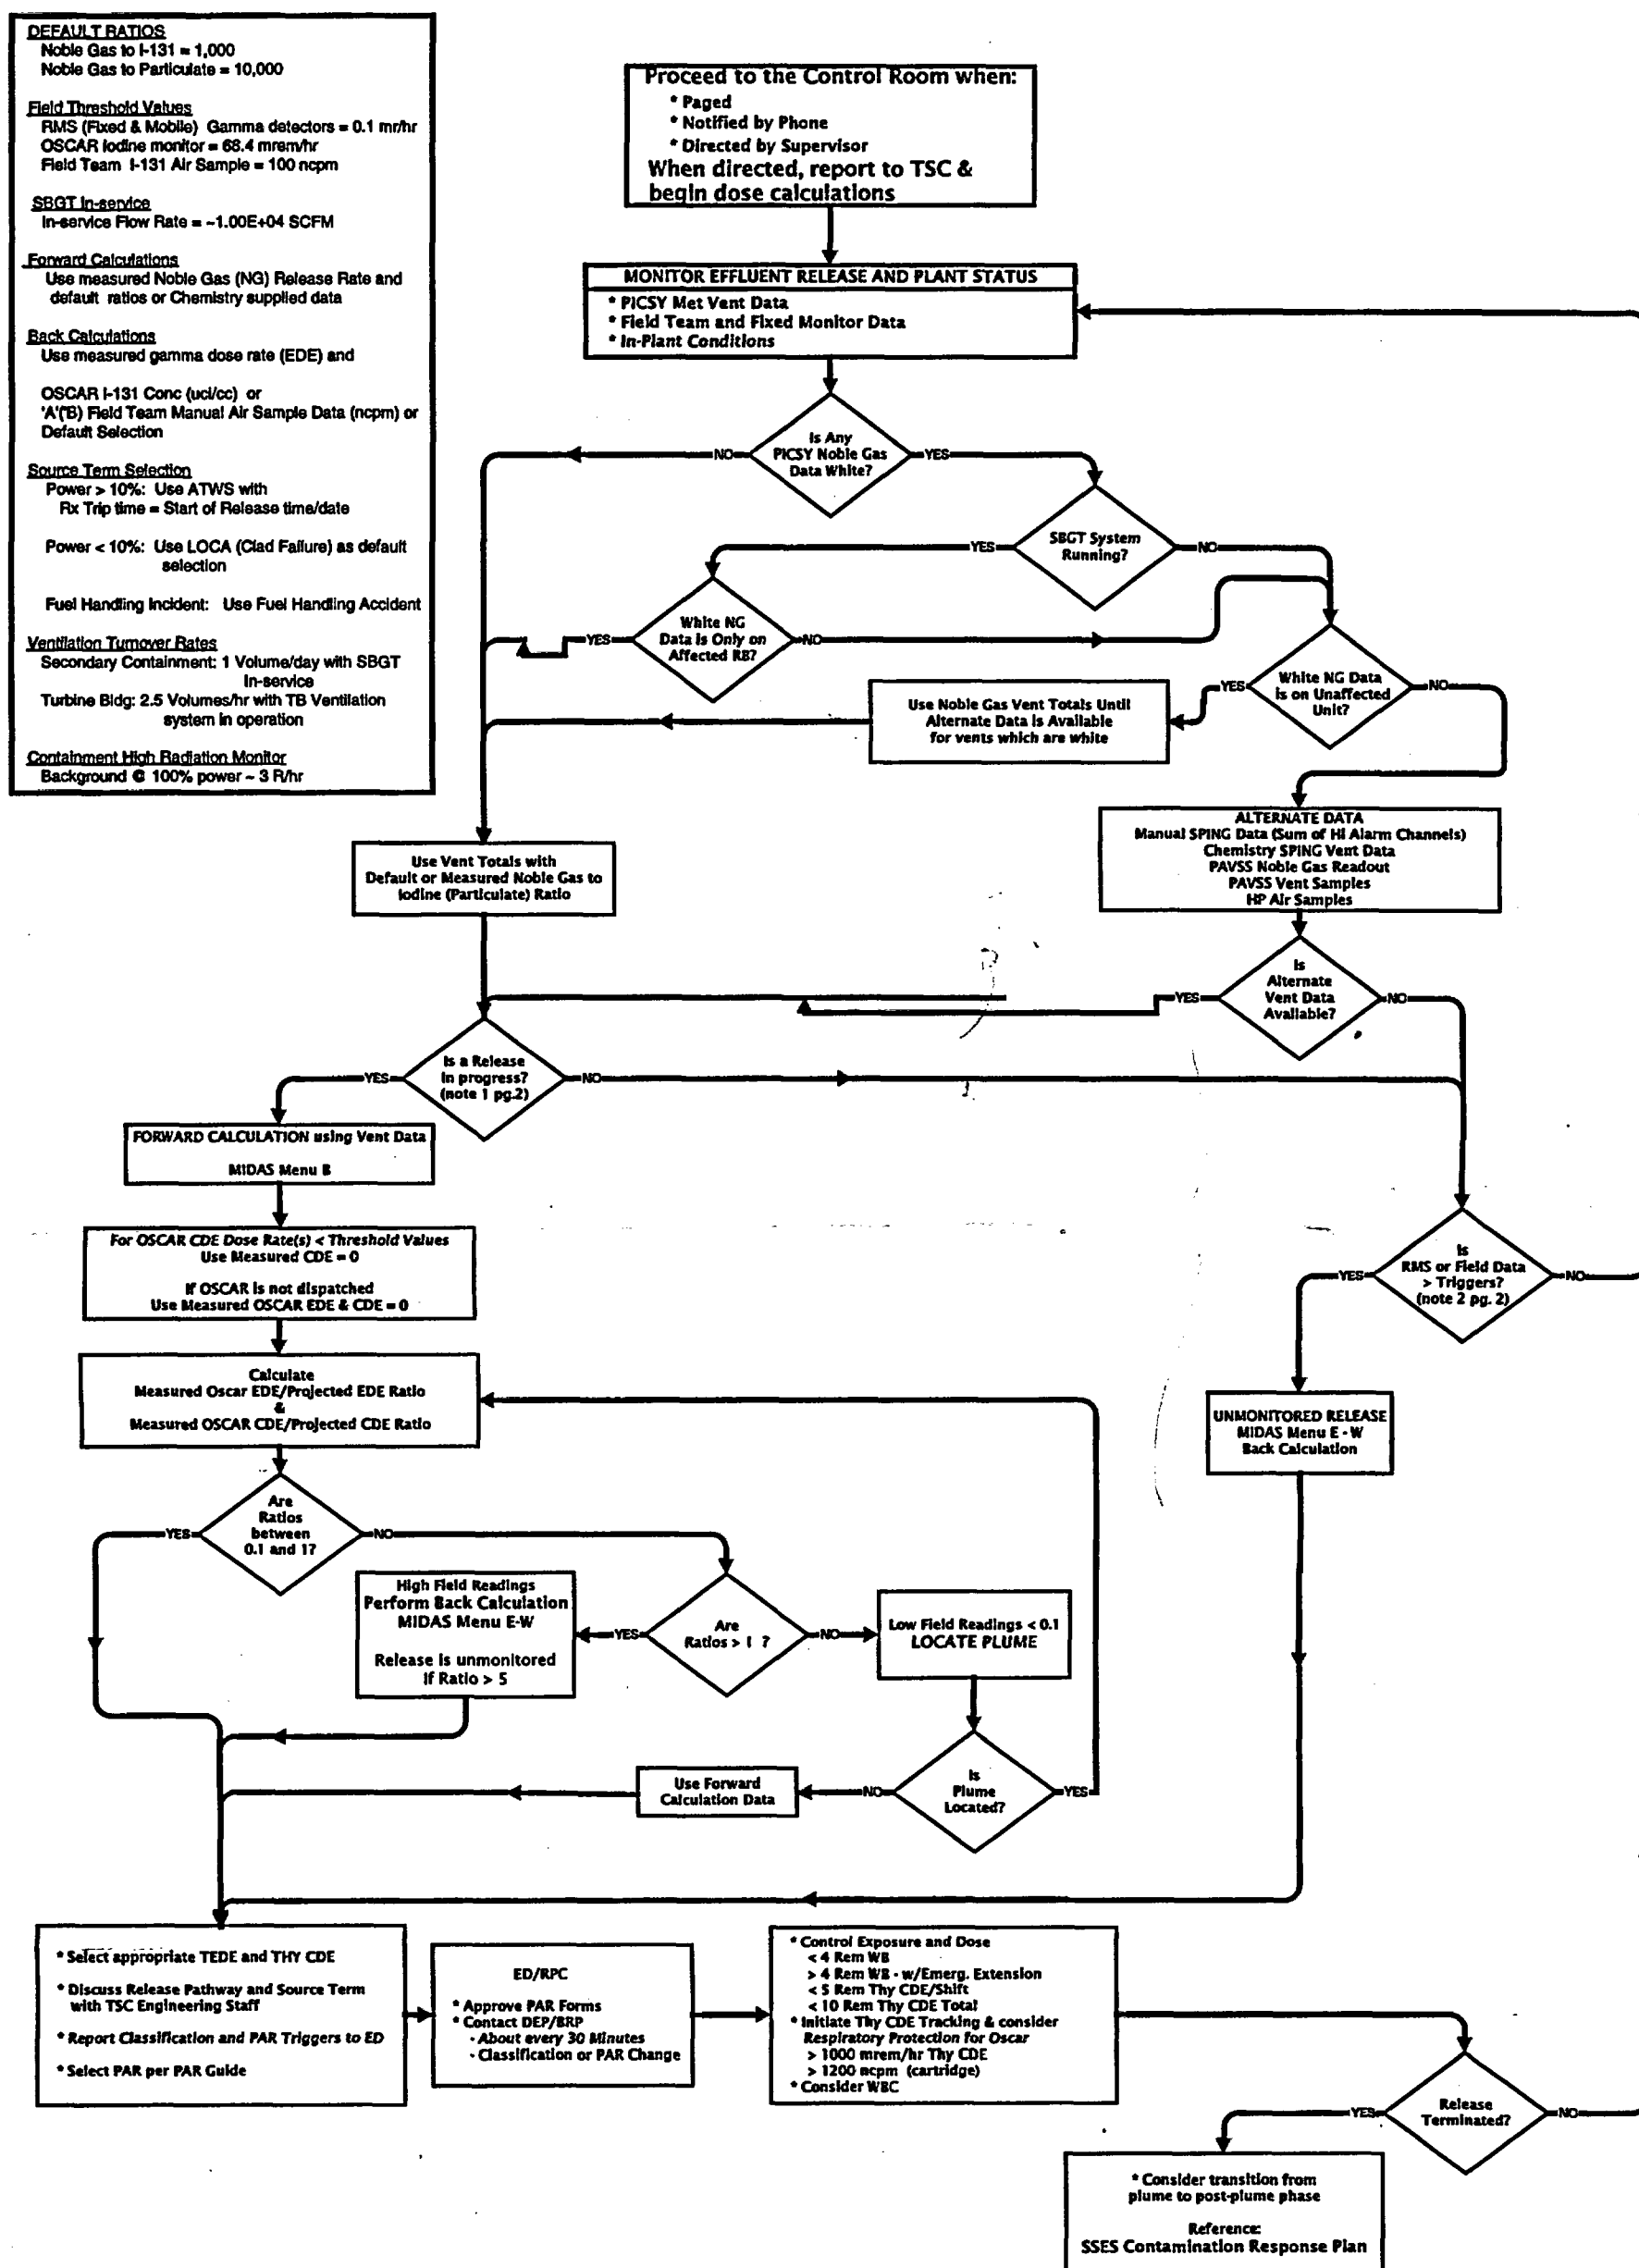 DEFAULT RATIOS
Noble Gas to I-131 = 1,000
Noble Gas to Particulate = 10,000
Field Threshold Values
RMS (Fixed & Mobile) Gamma detectors = 0.1 mr/hr
OSCAR Iodine monitor = 68.4 mrem/hr
Field Team I-131 Air Sample = 100 ncpm
SBGT In-service
In-service Flow Rate = ~1.00E+04 SCFM
Forward Calculations
Use measured Noble Gas (NG) Release Rate and
default ratios or Chemistry supplied data
Back Calculations
Use measured gamma dose rate (EDE) and
OSCAR I-131 Conc (uci/cc) or
'A'('B) Field Team Manual Air Sample Data (ncpm) or
Default Selection
Source Term Selection
Power > 10%: Use ATWS with
Rx Trip time = Start of Release time/date
Power < 10%: Use LOCA (Clad Failure) as default
selection
Fuel Handling Incident: Use Fuel Handling Accident
Ventilation Turnover Rates
Secondary Containment: 1 Volume/day with SBGT
In-service
Turbine Bldg: 2.5 Volumes/hr with TB Ventilation
system in operation
Containment High Radiation Monitor
Background @ 100% power ~ 3 R/hr
Proceed to the Control Room when:
* Paged
* Notified by Phone
* Directed by Supervisor
When directed, report to TSC &
begin dose calculations
MONITOR EFFLUENT RELEASE AND PLANT STATUS
* PICSY Met Vent Data
* Field Team and Fixed Monitor Data
* In-Plant Conditions
Is Any
PICSY Noble Gas
Data White?
NO
YES
SBGT System
Running?
YES
NO
White NG
Data is Only on
Affected RB?
YES
NO
White NG Data
is on Unaffected
Unit?
YES
NO
Use Noble Gas Vent Totals Until
Alternate Data is Available
for vents which are white
ALTERNATE DATA
Manual SPING Data (Sum of Hi Alarm Channels)
Chemistry SPING Vent Data
PAVSS Noble Gas Readout
PAVSS Vent Samples
HP Air Samples
Use Vent Totals with
Default or Measured Noble Gas to
Iodine (Particulate) Ratio
Is
Alternate
Vent Data
Available?
YES
NO
Is a Release
in progress?
(note 1 pg.2)
YES
NO
FORWARD CALCULATION using Vent Data
MIDAS Menu B
For OSCAR CDE Dose Rate(s) < Threshold Values
Use Measured CDE = 0
If OSCAR is not dispatched
Use Measured OSCAR EDE & CDE = 0
Is
RMS or Field Data
> Triggers?
(note 2 pg. 2)
YES
NO
Calculate
Measured Oscar EDE/Projected EDE Ratio
&
Measured OSCAR CDE/Projected CDE Ratio
UNMONITORED RELEASE
MIDAS Menu E - W
Back Calculation
Are
Ratios
between
0.1 and 1?
YES
NO
High Field Readings
Perform Back Calculation
MIDAS Menu E-W
Release is unmonitored
if Ratio > 5
Are
Ratios > 1 ?
YES
NO
Low Field Readings < 0.1
LOCATE PLUME
Is
Plume
Located?
NO
YES
Use Forward
Calculation Data
* Select appropriate TEDE and THY CDE
* Discuss Release Pathway and Source Term
with TSC Engineering Staff
* Report Classification and PAR Triggers to ED
* Select PAR per PAR Guide
ED/RPC
* Approve PAR Forms
* Contact DEP/BRP
- About every 30 Minutes
- Classification or PAR Change
* Control Exposure and Dose
< 4 Rem WB
> 4 Rem WB - w/Emerg. Extension
< 5 Rem Thy CDE/Shift
< 10 Rem Thy CDE Total
* Initiate Thy CDE Tracking & consider
Respiratory Protection for Oscar
> 1000 mrem/hr Thy CDE
> 1200 ncpm (cartridge)
* Consider WBC
Release
Terminated?
YES
NO
* Consider transition from
plume to post-plume phase
Reference:
SSES Contamination Response Plan